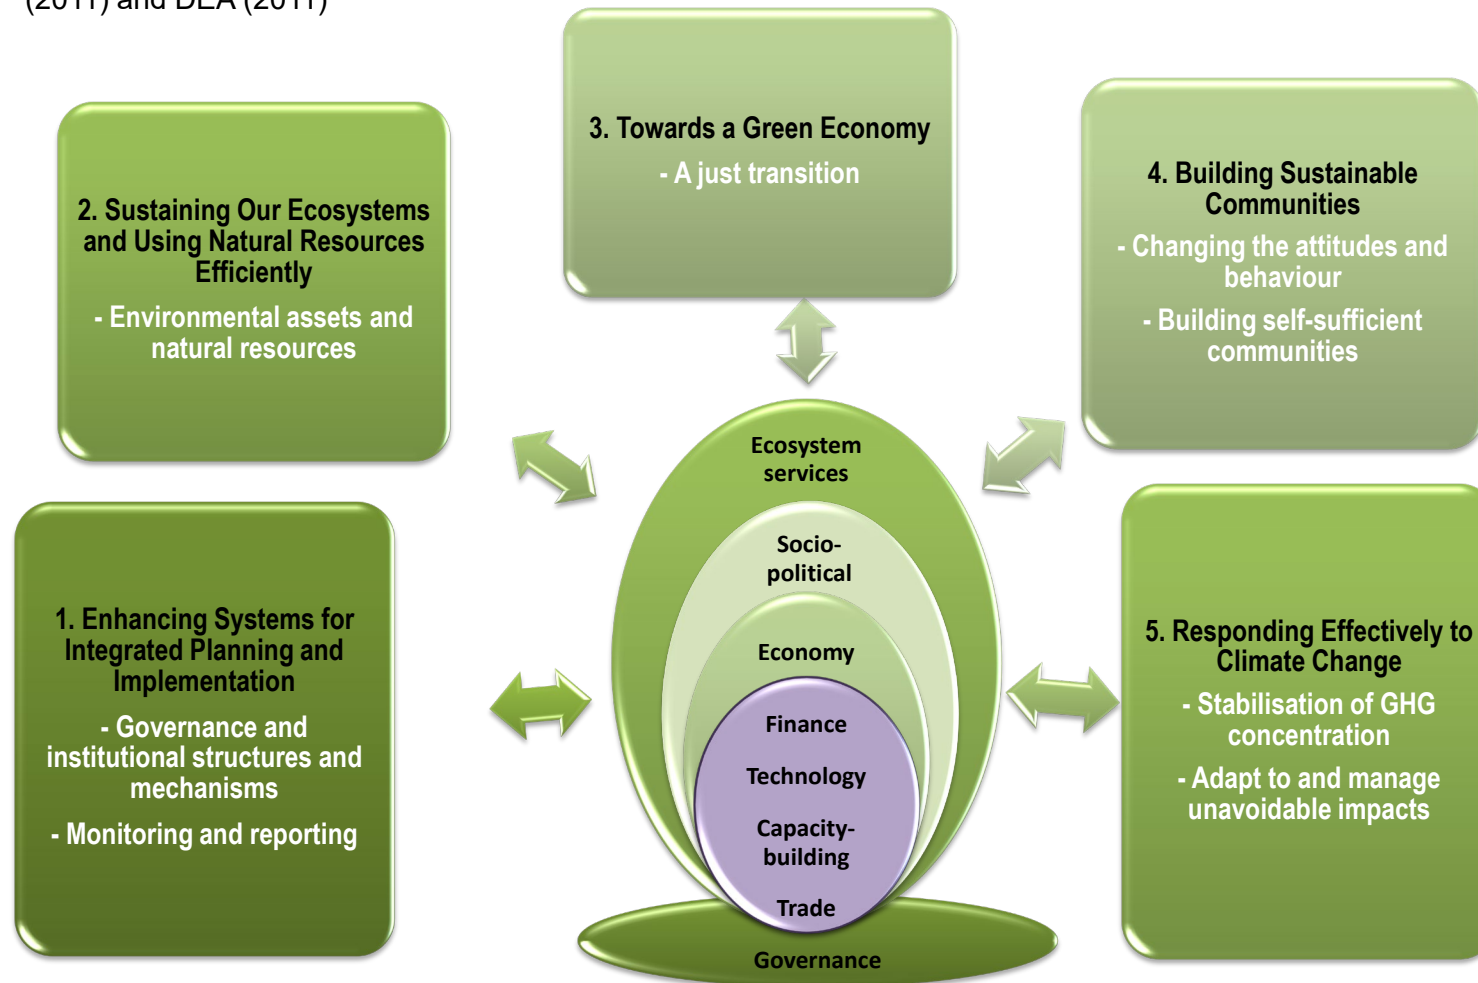 (2011) and DEA (2011)
3. Towards a Green Economy
- A just transition
2. Sustaining Our Ecosystems
and Using Natural Resources
Efficiently
- Environmental assets and
natural resources
4. Building Sustainable
Communities
- Changing the attitudes and
behaviour
- Building self-sufficient
communities
1. Enhancing Systems for
Integrated Planning and
Implementation
- Governance and
institutional structures and
mechanisms
- Monitoring and reporting
Ecosystem
services
Socio-
political
Economy
Finance
Technology
Capacity-
building
Trade
Governance
5. Responding Effectively to
Climate Change
- Stabilisation of GHG
concentration
- Adapt to and manage
unavoidable impacts